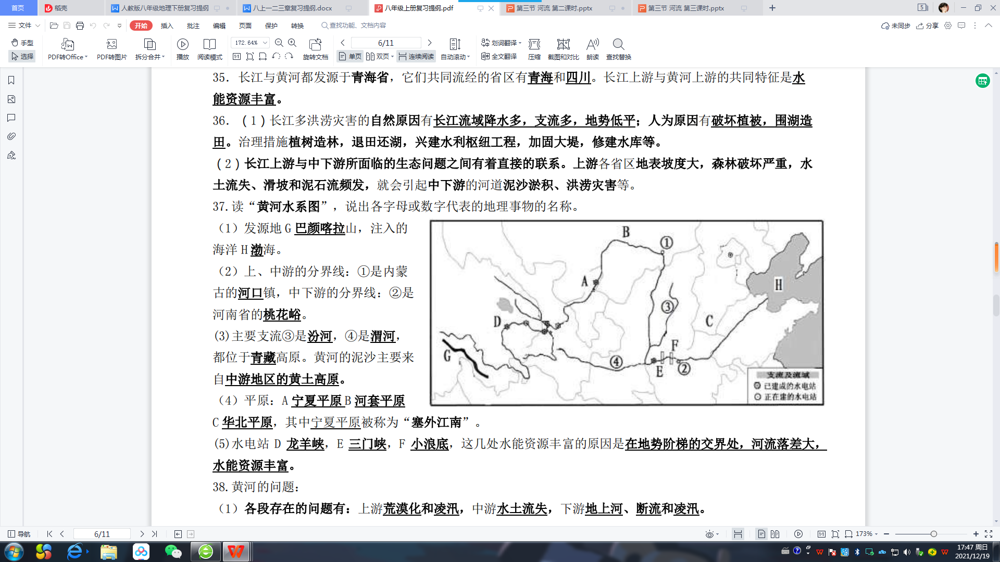 首页
稻壳
人教版八年级地理下册复习提纲
八上一二三章复习提纲.docx
八年级上册复习提纲.pdf
第三节 河流 第二课时.pptx
第三节 河流 第三课时.pptx
5
文件
开始
插入
批注
编辑
页面
保护
转换
查找功能、文档内容
未同步
分享
手型
选择
PDF转Office
PDF转图片
拆分合并
播放
阅读模式
172.64%
旋转文档
6/11
单页
双页
连续阅读
自动滚动
划词翻译
全文翻译
压缩
截图和对比
朗读
查找替换
35. 长江与黄河都发源于青海省，它们共同流经的省区有青海和四川。长江上游与黄河上游的共同特征是水
能资源丰富。
36.（1）长江多洪涝灾害的自然原因有长江流域降水多，支流多，地势低平；人为原因有破坏植被，围湖造
田。治理措施植树造林，退田还湖，兴建水利枢纽工程，加固大堤，修建水库等。
（2）长江上游与中下游所面临的生态问题之间有着直接的联系。上游各省区地表坡度大，森林破坏严重，水
土流失、滑坡和泥石流频发，就会引起中下游的河道泥沙淤积、洪涝灾害等。
37.读“黄河水系图”，说出各字母或数字代表的地理事物的名称。
（1）发源地 G 巴颜喀拉山，注入的
海洋 H 渤海。
（2）上、中游的分界线：①是内蒙
古的河口镇，中下游的分界线：②是
河南省的桃花峪。
(3)主要支流③是汾河，④是渭河，
都位于青藏高原。黄河的泥沙主要来
自中游地区的黄土高原。
（4）平原：A 宁夏平原 B 河套平原
C 华北平原，其中宁夏平原被称为“塞外江南”。
(5)水电站 D 龙羊峡，E 三门峡，F 小浪底，这几处水能资源丰富的原因是在地势阶梯的交界处，河流落差大，
水能资源丰富。
38.黄河的问题：
（1）各段存在的问题有：上游荒漠化和凌汛，中游水土流失，下游地上河、断流和凌汛。
B
①
A
H
③
D
C
F
G
④
E
②
支流及流域
已建成的水电站
正在建的水电站
导航
6/11
173%
17:47 周日
2021/12/19